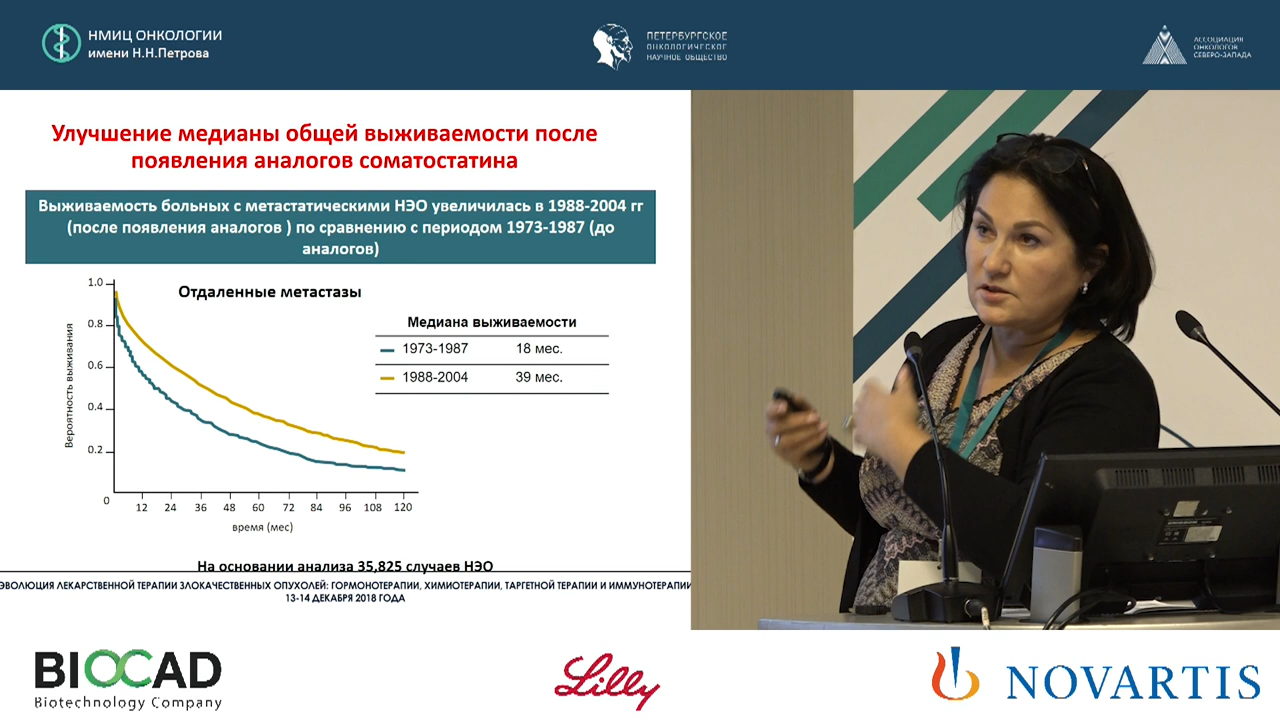 НМИЦ ОНКОЛОГИИ
имени Н.Н.Петрова
ПЕТЕРБУРГСКОЕ
ОНКОЛОГИЧЕСКОЕ
НАУЧНОЕ ОБЩЕСТВО
АССОЦИАЦИЯ
ОНКОЛОГОВ
СЕВЕРО-ЗАПАДА
Улучшение медианы общей выживаемости после
появления аналогов соматостатина
Выживаемость больных с метастатическими НЭО увеличилась в 1988-2004 гг
(после появления аналогов ) по сравнению с периодом 1973-1987 (до
аналогов)
Отдаленные метастазы
Медиана выживаемости
1973-1987 18 мес.
1988-2004 39 мес.
Вероятность выживания
1.0
0.8
0.6
0.4
0.2
0
12 24 36 48 60 72 84 96 108 120
время (мес)
На основании анализа 35,825 случаев НЭО
ЭВОЛЮЦИЯ ЛЕКАРСТВЕННОЙ ТЕРАПИИ ЗЛОКАЧЕСТВЕННЫХ ОПУХОЛЕЙ: ГОРМОНОТЕРАПИИ, ХИМИОТЕРАПИИ, ТАРГЕТНОЙ ТЕРАПИИ И ИММУНОТЕРАПИИ
13-14 ДЕКАБРЯ 2018 ГОДА
BIOCAD
Biotechnology Company
Lilly
NOVARTIS